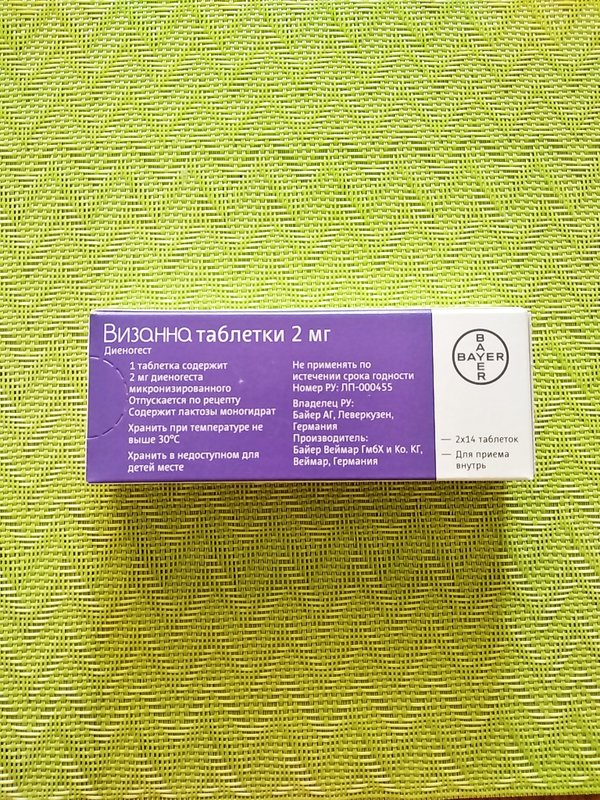 Визанна таблетки 2 мг
Диеногест
1 таблетка содержит
2 мг диеногеста
микронизированного
Отпускается по рецепту
Содержит лактозы моногидрат
Хранить при температуре не
выше 30°C
Хранить в недоступном для
детей месте
Не применять по
истечении срока годности
Номер РУ: ЛП-000455
Владелец РУ:
Байер АГ, Леверкузен,
Германия
Производитель:
Байер Веймар ГмбХ и Ко. КГ,
Веймар, Германия
BAYER
BAYER
— 2x14 таблеток
— Для приема
внутрь